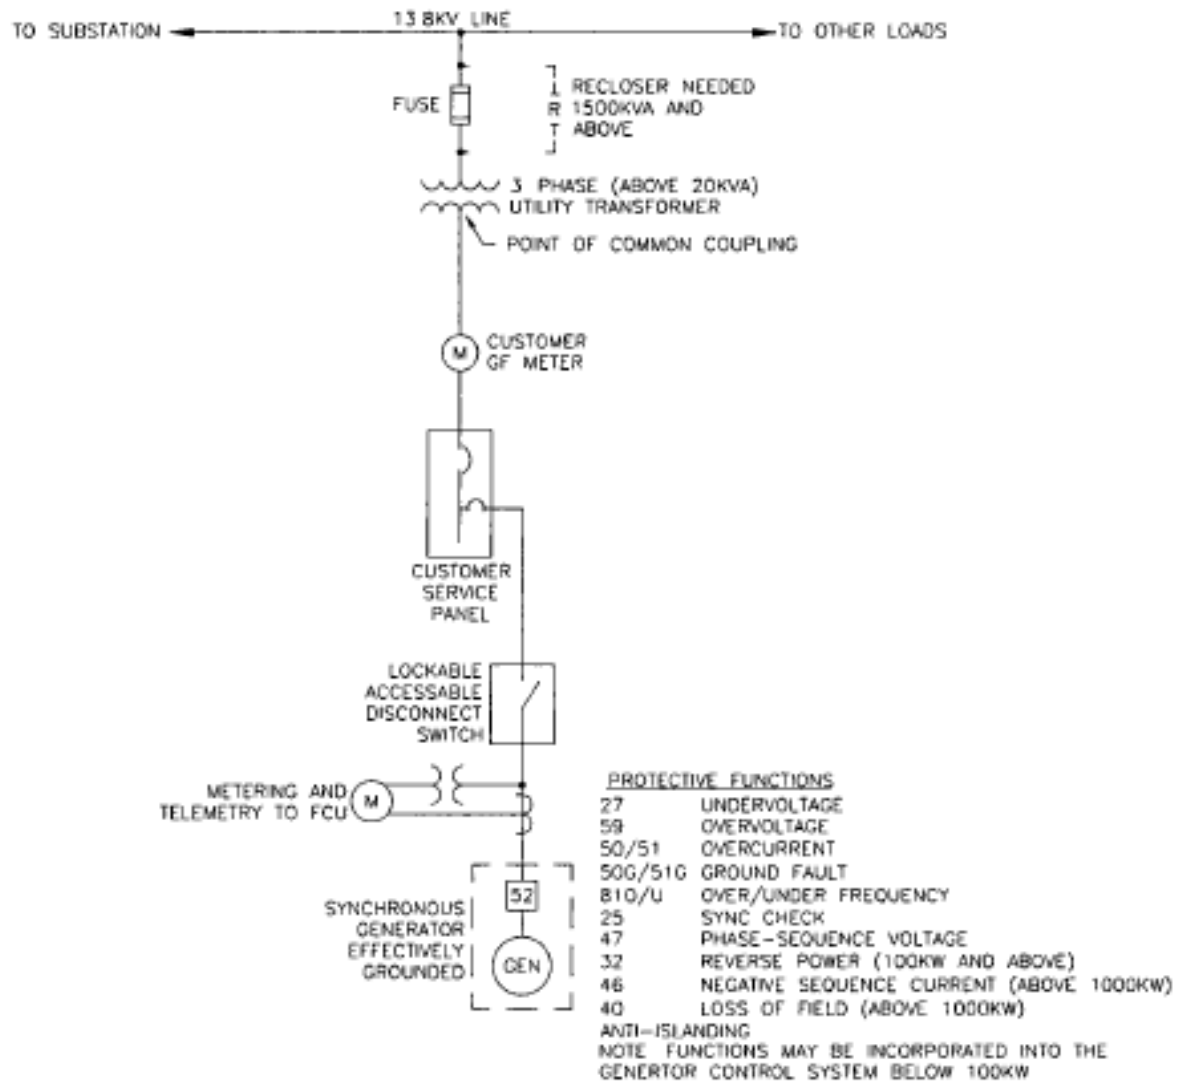 13 8KV LINE
TO SUBSTATION
TO OTHER LOADS
FUSE
RECLOSER NEEDED
R 1500KVA AND
ABOVE
3 PHASE (ABOVE 20KVA)
UTILITY TRANSFORMER
POINT OF COMMON COUPLING
M
CUSTOMER
GF METER
CUSTOMER
SERVICE
PANEL
LOCKABLE
ACCESSABLE
DISCONNECT
SWITCH
METERING AND
TELEMETRY TO FCU
M
52
SYNCHRONOUS
GENERATOR
EFFECTIVELY
GROUNDED
GEN
PROTECTIVE FUNCTIONS
27 UNDERVOLTAGE
59 OVERVOLTAGE
50/51 OVERCURRENT
50G/51G GROUND FAULT
81O/U OVER/UNDER FREQUENCY
25 SYNC CHECK
47 PHASE-SEQUENCE VOLTAGE
32 REVERSE POWER (100KW AND ABOVE)
46 NEGATIVE SEQUENCE CURRENT (ABOVE 1000KW)
40 LOSS OF FIELD (ABOVE 1000KW)
ANTI-ISLANDING
NOTE FUNCTIONS MAY BE INCORPORATED INTO THE
GENERTOR CONTROL SYSTEM BELOW 100KW